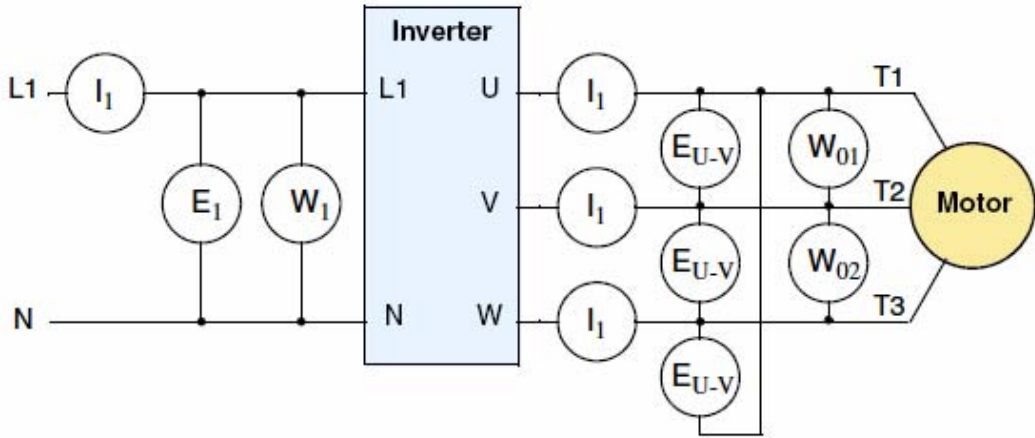 Inverter
L1
I1
L1
U
I1
T1
EU-V
W01
E1
W1
V
I1
T2
Motor
EU-V
W02
N
N
W
I1
T3
EU-V